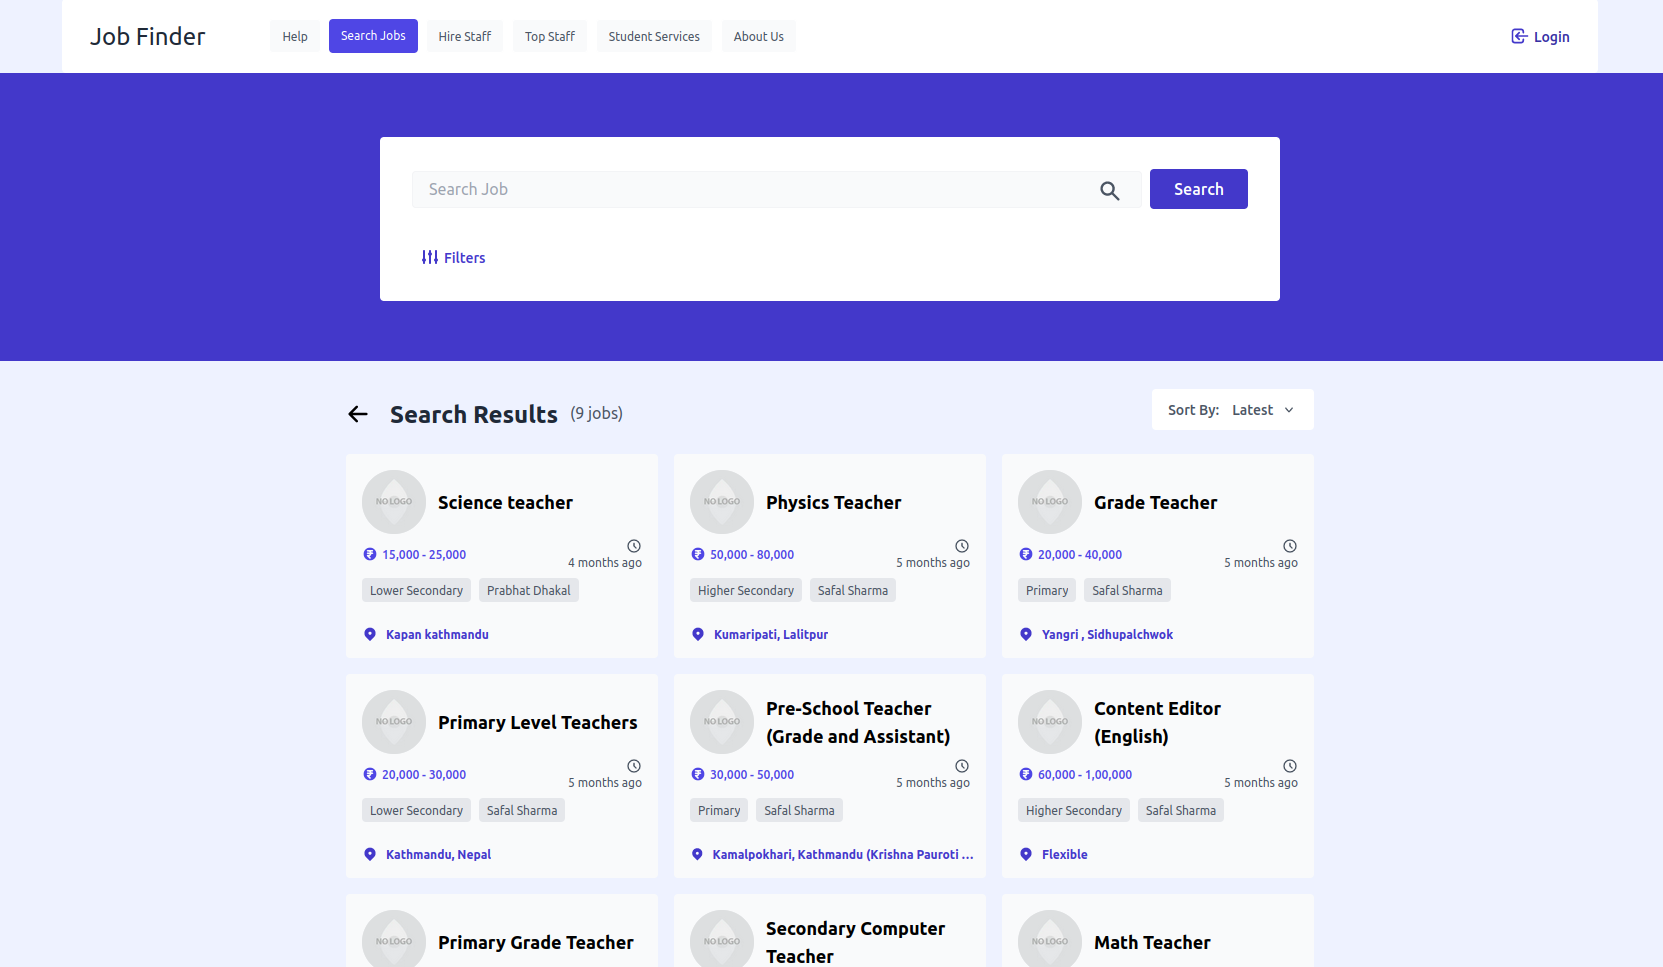 Job Finder
Help
Search Jobs
Hire Staff
Top Staff
Student Services
About Us
Login
Search Job
Search
Filters
Search Results (9 jobs)
Sort By: Latest
NO LOGO
Science teacher
15,000 - 25,000
4 months ago
Lower Secondary
Prabhat Dhakal
Kapan kathmandu
NO LOGO
Physics Teacher
50,000 - 80,000
5 months ago
Higher Secondary
Safal Sharma
Kumaripati, Lalitpur
NO LOGO
Grade Teacher
20,000 - 40,000
5 months ago
Primary
Safal Sharma
Yangri , Sidhupalchwok
NO LOGO
Primary Level Teachers
20,000 - 30,000
5 months ago
Lower Secondary
Safal Sharma
Kathmandu, Nepal
NO LOGO
Pre-School Teacher
(Grade and Assistant)
30,000 - 50,000
5 months ago
Primary
Safal Sharma
Kamalpokhari, Kathmandu (Krishna Pauroti ...
NO LOGO
Content Editor
(English)
60,000 - 1,00,000
5 months ago
Higher Secondary
Safal Sharma
Flexible
NO LOGO
Primary Grade Teacher
NO LOGO
Secondary Computer
Teacher
NO LOGO
Math Teacher